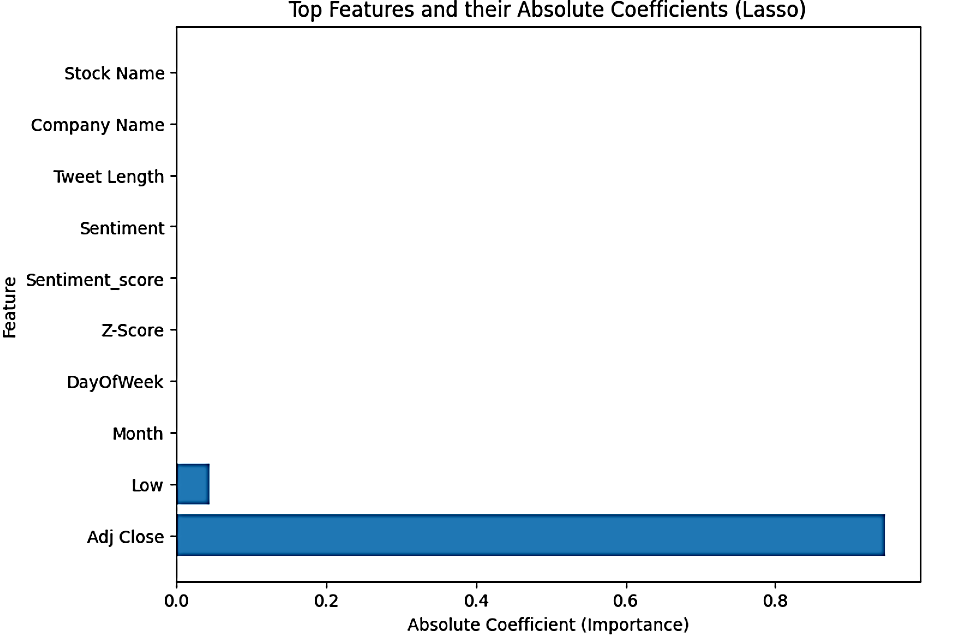 Top Features and their Absolute Coefficients (Lasso)
Stock Name
Company Name
Tweet Length
Sentiment
Sentiment_score
Z-Score
DayOfWeek
Month
Low
Adj Close
Feature
0.0 0.2 0.4 0.6 0.8
Absolute Coefficient (Importance)